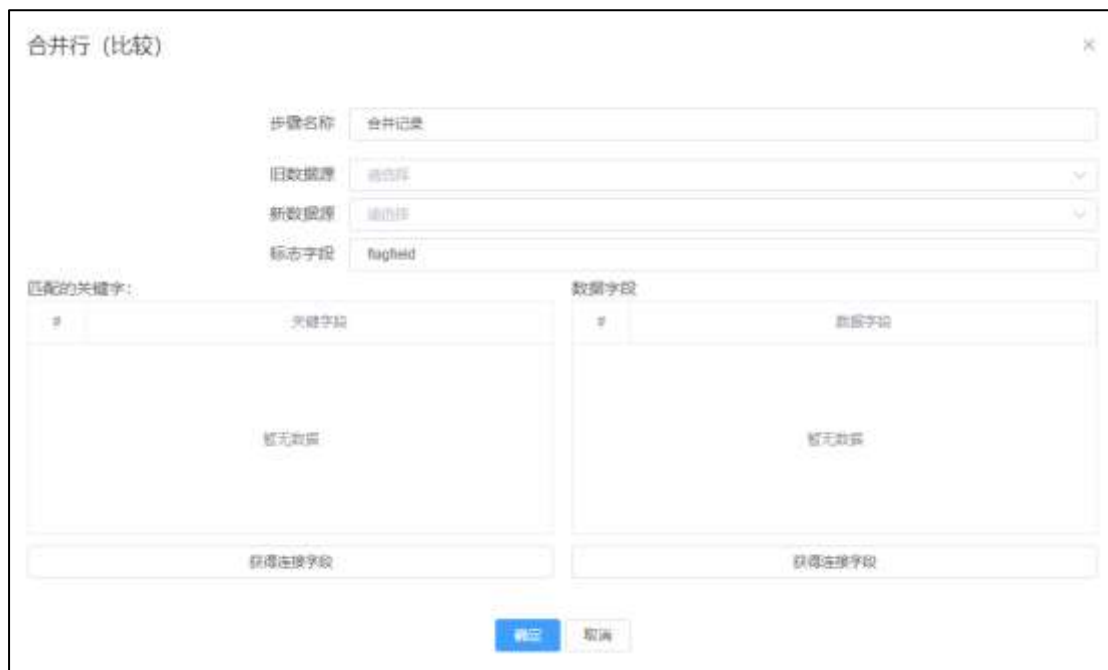 合并行（比较）
步骤名称 合并记录
旧数据源 请选择
新数据源 请选择
标志字段 flagfield
匹配的关键字： 数据字段
# 关键字段 # 数据字段
暂无数据 暂无数据
获得连接字段 获得连接字段
确定 取消